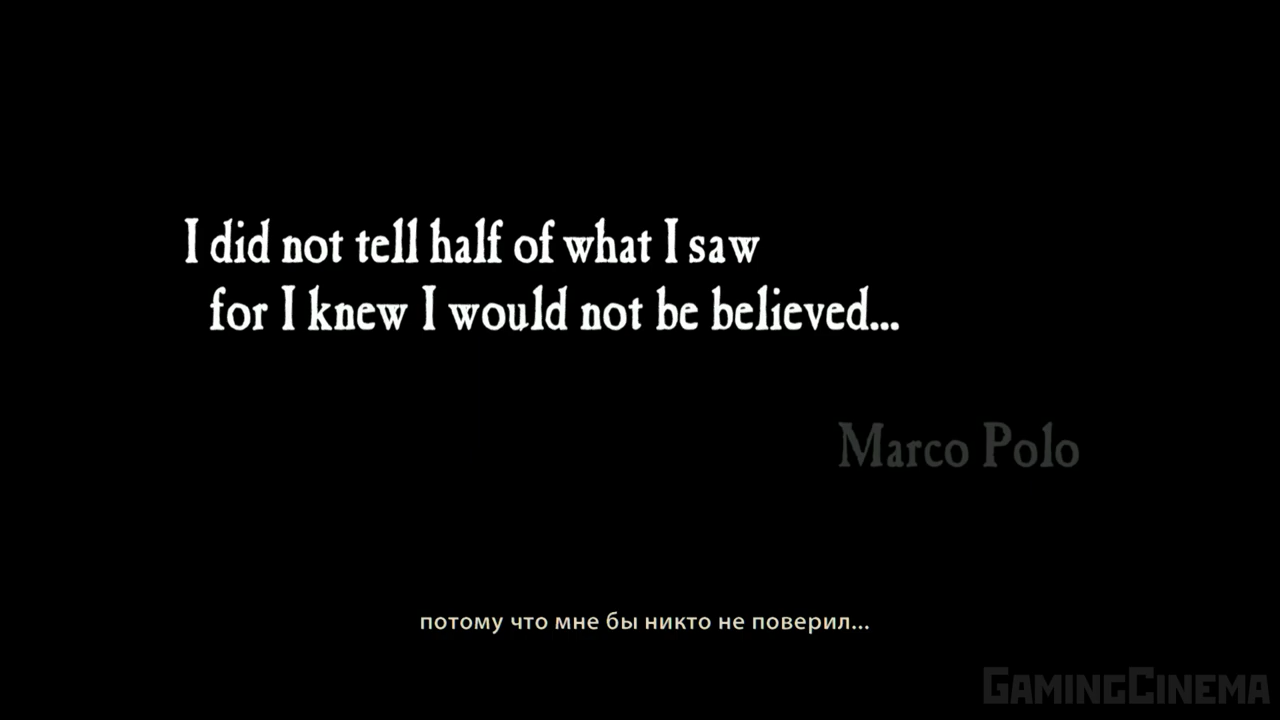 I did not tell half of what I saw
for I knew I would not be believed...
Marco Polo
потому что мне бы никто не поверил...
GAMINGCINEMA